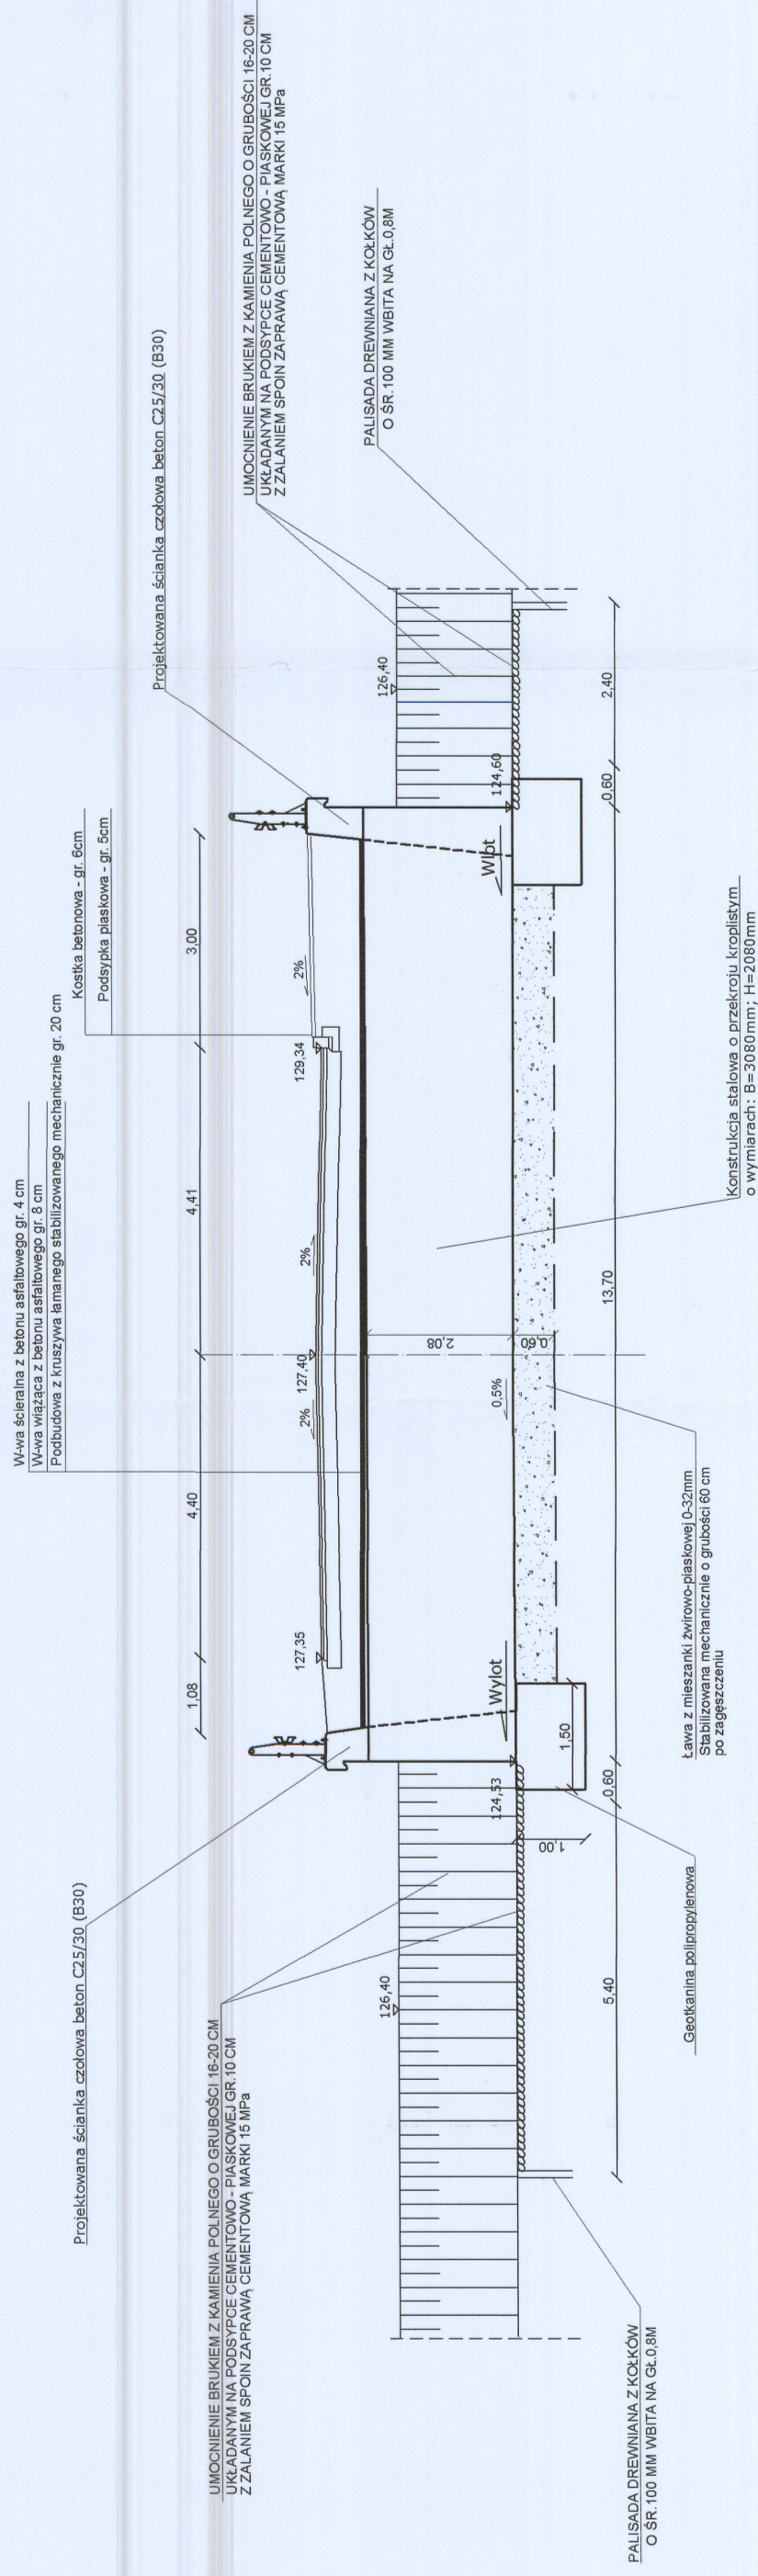 W-wa ścieralna z betonu asfaltowego gr. 4 cm
W-wa wiążąca z betonu asfaltowego gr. 8 cm
Podbudowa z kruszywa łamanego stabilizowanego mechanicznie gr. 20 cm
Kostka betonowa - gr. 6cm
Podsypka piaskowa - gr. 5cm
Projektowana ścianka czołowa beton C25/30 (B30)
Projektowana ścianka czołowa beton C25/30 (B30)
UMOCNIENIE BRUKIEM Z KAMIENIA POLNEGO O GRUBOŚCI 16-20 CM
UKŁADANYM NA PODSYPCE CEMENTOWO - PIASKOWEJ GR.10 CM
Z ZALANIEM SPOIN ZAPRAWĄ CEMENTOWĄ MARKI 15 MPa
UMOCNIENIE BRUKIEM Z KAMIENIA POLNEGO O GRUBOŚCI 16-20 CM
UKŁADANYM NA PODSYPCE CEMENTOWO - PIASKOWEJ GR.10 CM
Z ZALANIEM SPOIN ZAPRAWĄ CEMENTOWĄ MARKI 15 MPa
1,08
4,40
4,41
3,00
127,35
2%
127,40
2%
129,34
2%
PALISADA DREWNIANA Z KOŁKÓW
O ŚR.100 MM WBITA NA GŁ.0,8M
126,40
126,40
2,08
0,60
124,53
Wylot
0,5%
Wlot
124,60
1,00
1,50
5,40
0,60
13,70
0,60
2,40
PALISADA DREWNIANA Z KOŁKÓW
O ŚR.100 MM WBITA NA GŁ.0,8M
Geotkanina polipropylenowa
Ława z mieszanki żwirowo-piaskowej 0-32mm
Stabilizowana mechanicznie o grubości 60 cm
po zagęszczeniu
Konstrukcja stalowa o przekroju kroplistym
o wymiarach: B=3080mm; H=2080mm